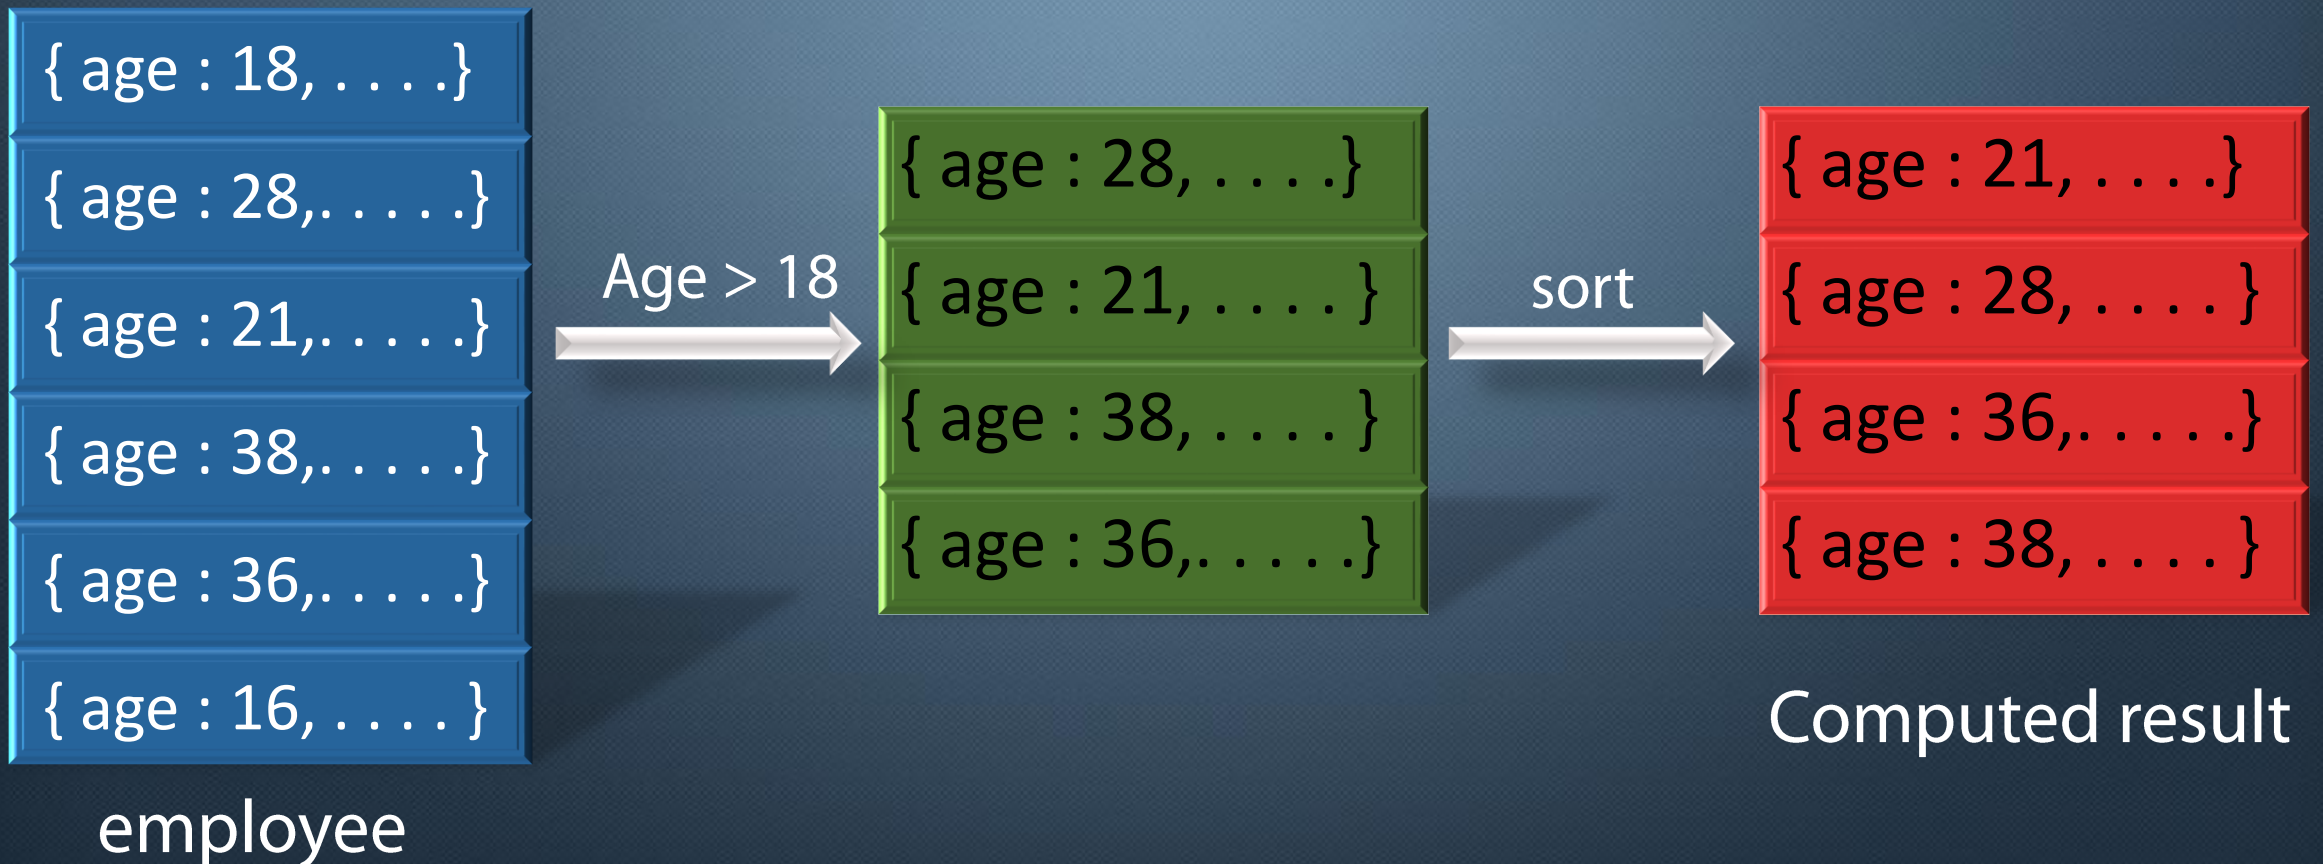 { age : 18, . . . .}
{ age : 28,. . . . .}
{ age : 21,. . . . .}
{ age : 38,. . . . .}
{ age : 36,. . . . .}
{ age : 16, . . . . }
employee
Age > 18
{ age : 28, . . . .}
{ age : 21, . . . . }
{ age : 38, . . . . }
{ age : 36,. . . . .}
sort
{ age : 21, . . . .}
{ age : 28, . . . . }
{ age : 36,. . . . .}
{ age : 38, . . . . }
Computed result